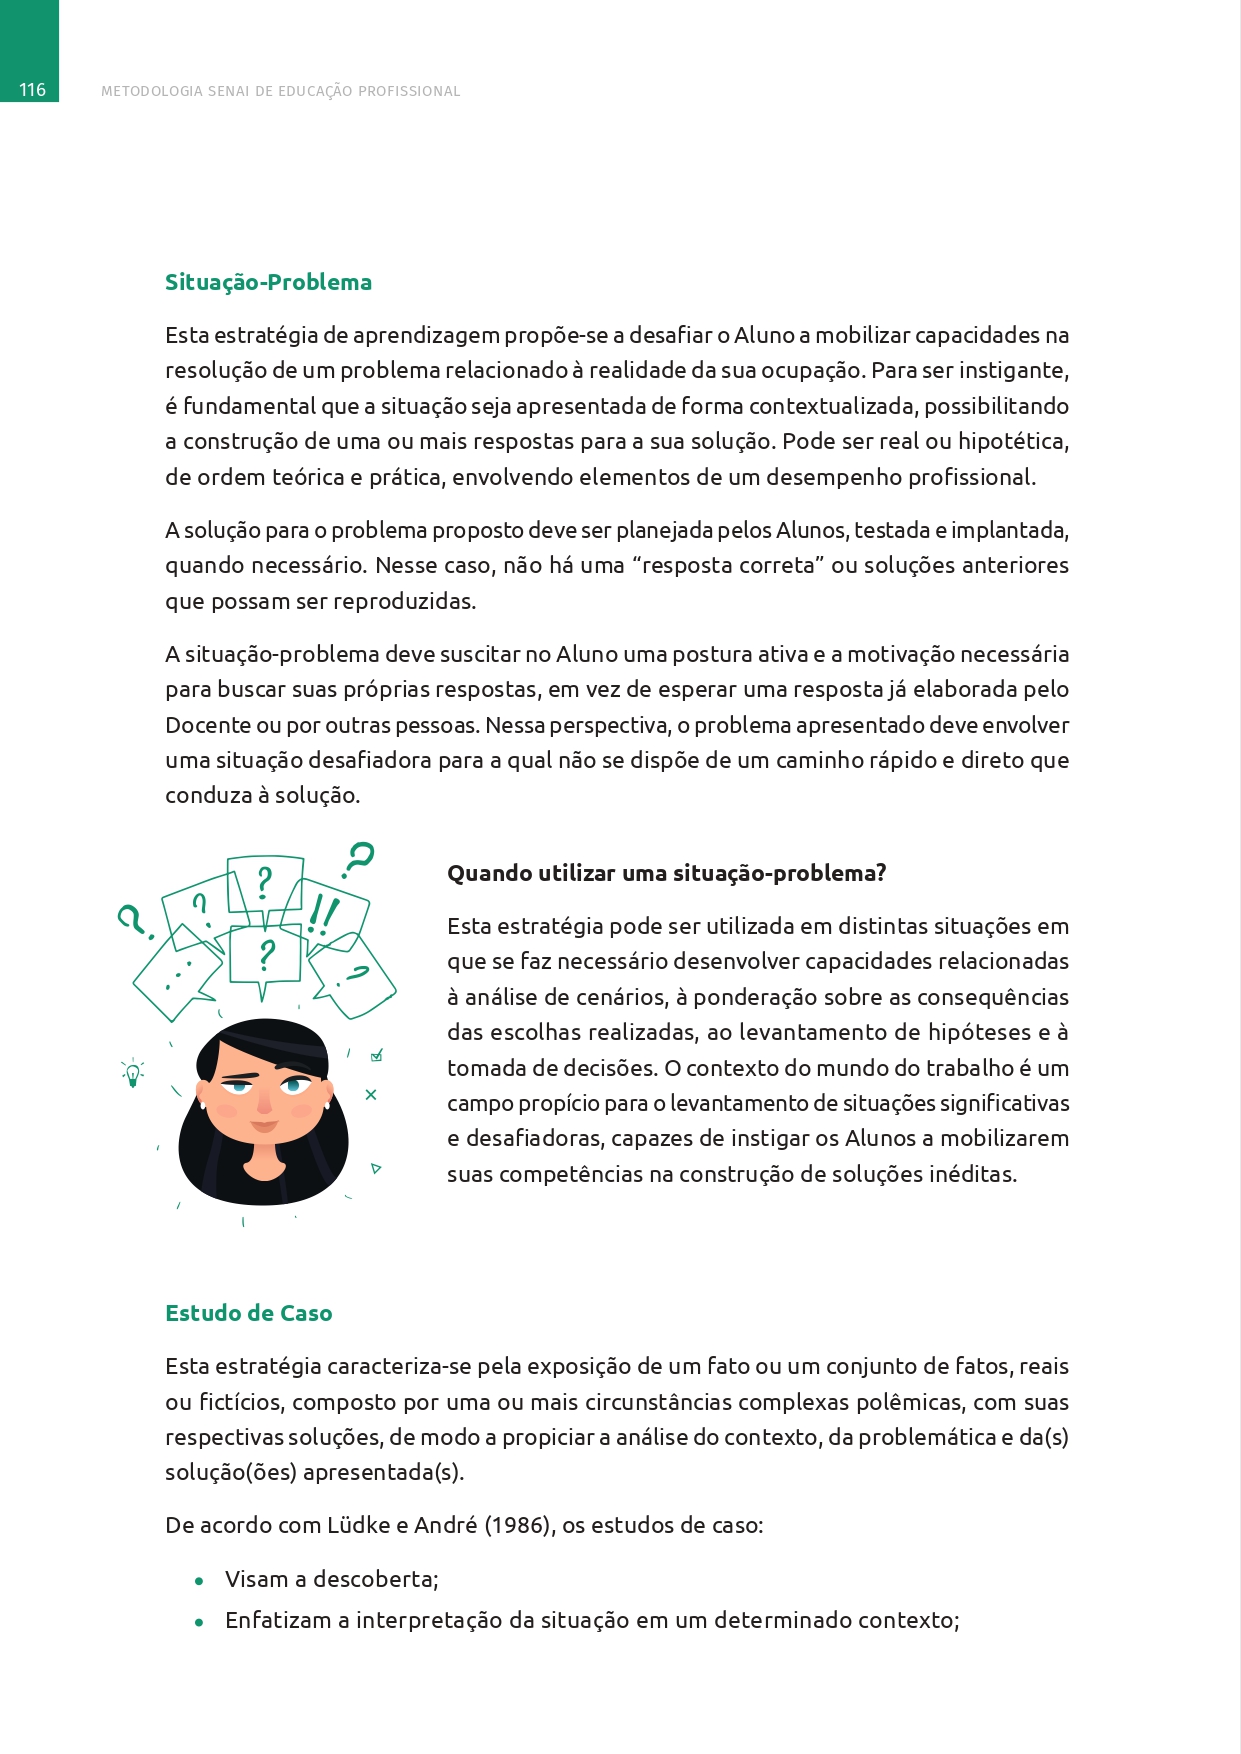 116
METODOLOGIA SENAI DE EDUCAÇÃO PROFISSIONAL
Situação-Problema
Esta estratégia de aprendizagem propõe-se a desafiar o Aluno a mobilizar capacidades na
resolução de um problema relacionado à realidade da sua ocupação. Para ser instigante,
é fundamental que a situação seja apresentada de forma contextualizada, possibilitando
a construção de uma ou mais respostas para a sua solução. Pode ser real ou hipotética,
de ordem teórica e prática, envolvendo elementos de um desempenho profissional.
A solução para o problema proposto deve ser planejada pelos Alunos, testada e implantada,
quando necessário. Nesse caso, não há uma “resposta correta” ou soluções anteriores
que possam ser reproduzidas.
A situação-problema deve suscitar no Aluno uma postura ativa e a motivação necessária
para buscar suas próprias respostas, em vez de esperar uma resposta já elaborada pelo
Docente ou por outras pessoas. Nessa perspectiva, o problema apresentado deve envolver
uma situação desafiadora para a qual não se dispõe de um caminho rápido e direto que
conduza à solução.
Quando utilizar uma situação-problema?
Esta estratégia pode ser utilizada em distintas situações em
que se faz necessário desenvolver capacidades relacionadas
à análise de cenários, à ponderação sobre as consequências
das escolhas realizadas, ao levantamento de hipóteses e à
tomada de decisões. O contexto do mundo do trabalho é um
campo propício para o levantamento de situações significativas
e desafiadoras, capazes de instigar os Alunos a mobilizarem
suas competências na construção de soluções inéditas.
Estudo de Caso
Esta estratégia caracteriza-se pela exposição de um fato ou um conjunto de fatos, reais
ou fictícios, composto por uma ou mais circunstâncias complexas polêmicas, com suas
respectivas soluções, de modo a propiciar a análise do contexto, da problemática e da(s)
solução(ões) apresentada(s).
De acordo com Lüdke e André (1986), os estudos de caso:
• Visam a descoberta;
• Enfatizam a interpretação da situação em um determinado contexto;